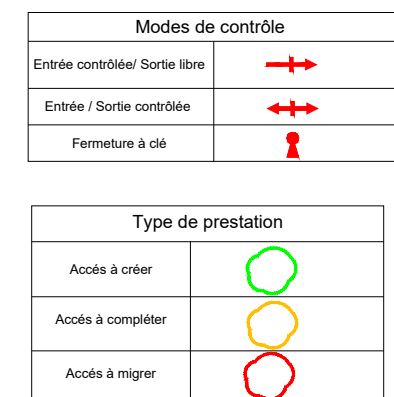 Modes de contrôle
Entrée contrôlée/ Sortie libre
Entrée / Sortie contrôlée
Fermeture à clé
Type de prestation
Accés à créer
Accés à compléter
Accés à migrer